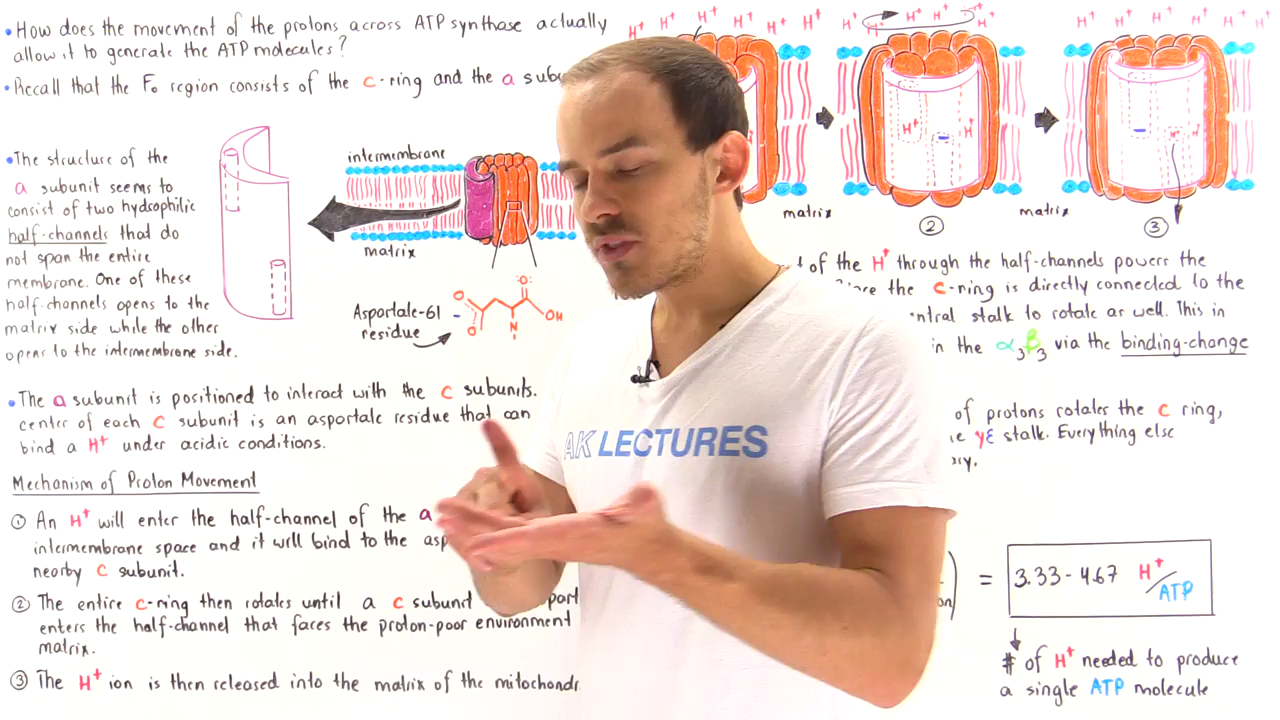 • How does the movement of the protons across ATP synthase actually
allow it to generate the ATP molecules?
• Recall that the F₀ region consists of the c-ring and the a
• The structure of the
a subunit seems to
consist of two hydrophilic
half-channels that do
not span the entire
membrane. One of these
half-channels opens to the
matrix side while the other
opens to the intermembrane side.
intermembrane
matrix
Aspartate-61
residue
-
O
O
:O:
OH
N
• The a subunit is positioned to interact with the c subunits.
center of each c subunit is an aspartate residue that can
bind a H⁺ under acidic conditions.
Mechanism of Proton Movement
① An H⁺ will enter the half-channel of the a
intermembrane space and it will bind to the
nearby c subunit.
② The entire c-ring then rotates until a c subunit
enters the half-channel that faces the proton-poor environment
matrix.
③ The H⁺ ion is then released into the matrix of the
H⁺ H⁺ H⁺ H⁺ H⁺ H⁺
H⁺ H⁺ H⁺ H⁺ H⁺ H⁺
H⁺ H⁺ H⁺ H⁺ H⁺ H⁺ H⁺
H⁺ H⁺
H⁺ H⁺
matrix
②
matrix
③
of the H⁺ through the half-channels powers the
the c-ring is directly connected to the
stalk to rotate as well. This in
in the α₃β₃ via the binding-change
of protons rotates the c ring,
γε stalk. Everything else
AK LECTURES
= 3.33-4.67 H⁺/ATP
# of H⁺ needed to produce
a single ATP molecule